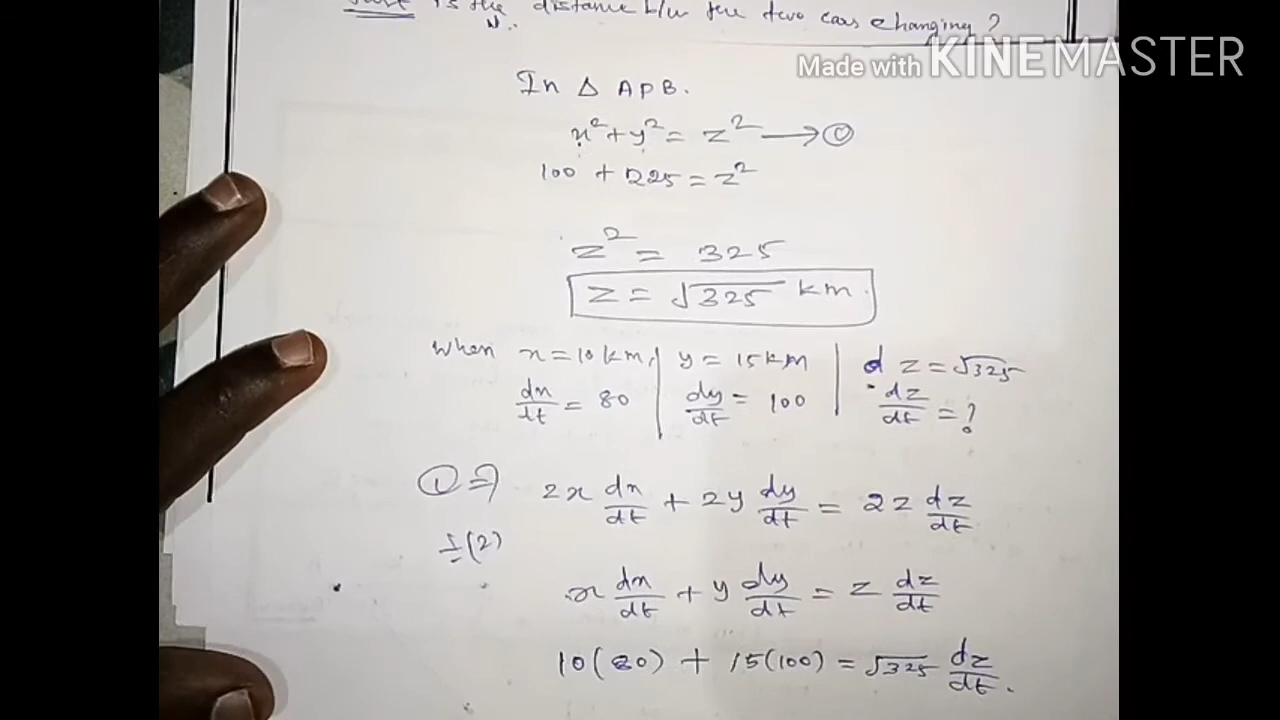 is the distance b/w the two cars changing?
Made with KINEMASTER
In Δ APB.
x² + y² = z² → ①
100 + 225 = z²
z² = 325
z = √325 km.
when x = 10 km, | y = 15 km | z = √325
dx/dt = 80 | dy/dt = 100 | dz/dt = ?
① ⇒ 2x dx/dt + 2y dy/dt = 2z dz/dt
÷(2)
x dx/dt + y dy/dt = z dz/dt
10(80) + 15(100) = √325 dz/dt.